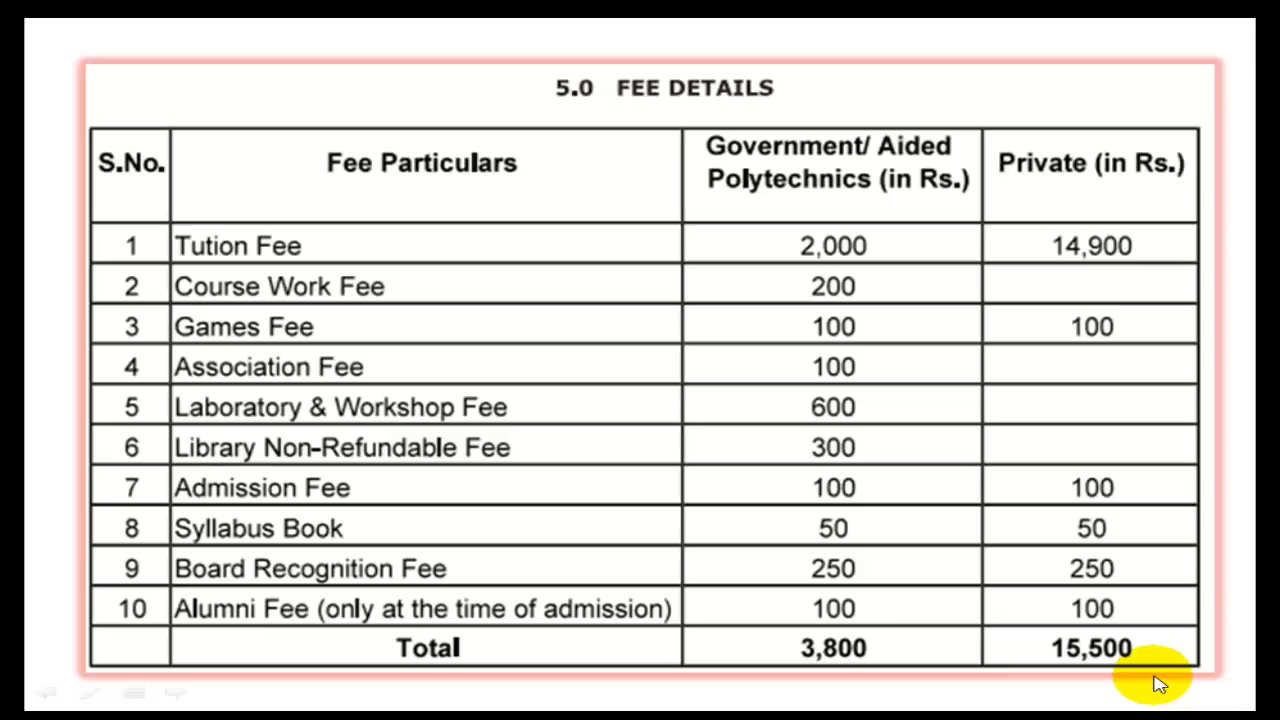 5.0 FEE DETAILS
S.No. Fee Particulars Government/ Aided Polytechnics (in Rs.) Private (in Rs.)
1 Tution Fee 2,000 14,900
2 Course Work Fee 200
3 Games Fee 100 100
4 Association Fee 100
5 Laboratory & Workshop Fee 600
6 Library Non-Refundable Fee 300
7 Admission Fee 100 100
8 Syllabus Book 50 50
9 Board Recognition Fee 250 250
10 Alumni Fee (only at the time of admission) 100 100
Total 3,800 15,500